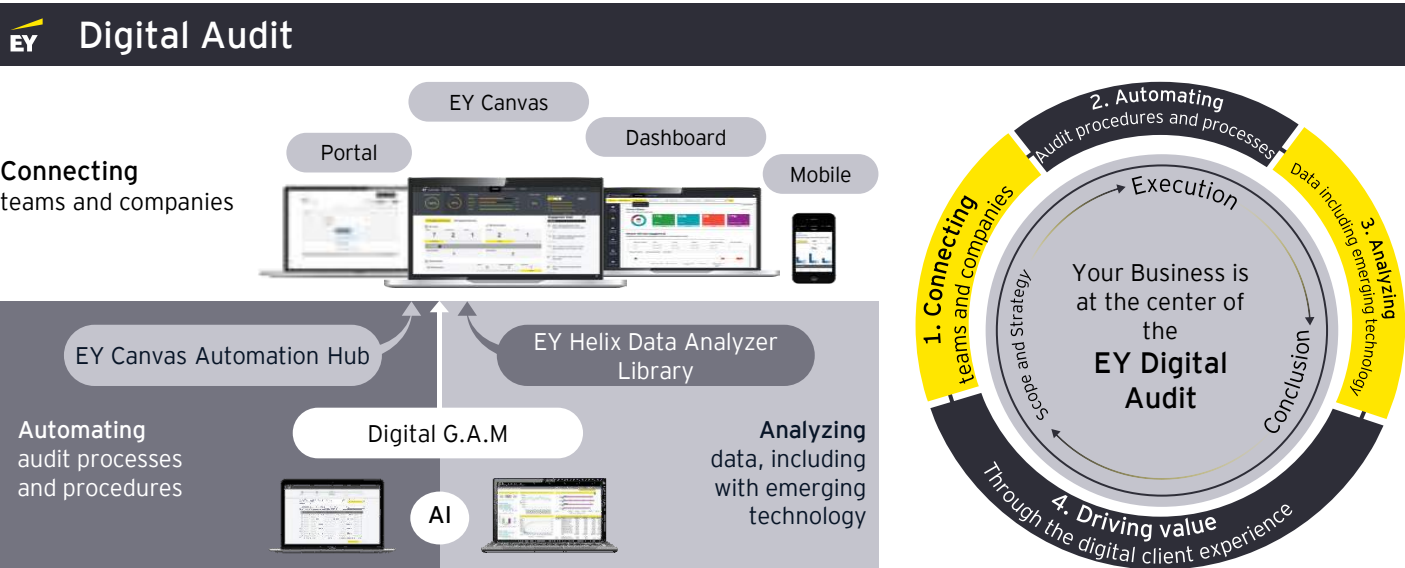 EY
Digital Audit
EY Canvas
Portal
Dashboard
Mobile
Connecting
teams and companies
EY Canvas Automation Hub
EY Helix Data Analyzer
Library
Automating
audit processes
and procedures
Digital G.A.M
AI
Analyzing
data, including
with emerging
technology
1. Connecting
teams and companies
2. Automating
Audit procedures and processes
3. Analyzing
Data including emerging technology
4. Driving value
Through the digital client experience
Scope and Strategy
Execution
Conclusion
Your Business is
at the center of
the
EY Digital
Audit